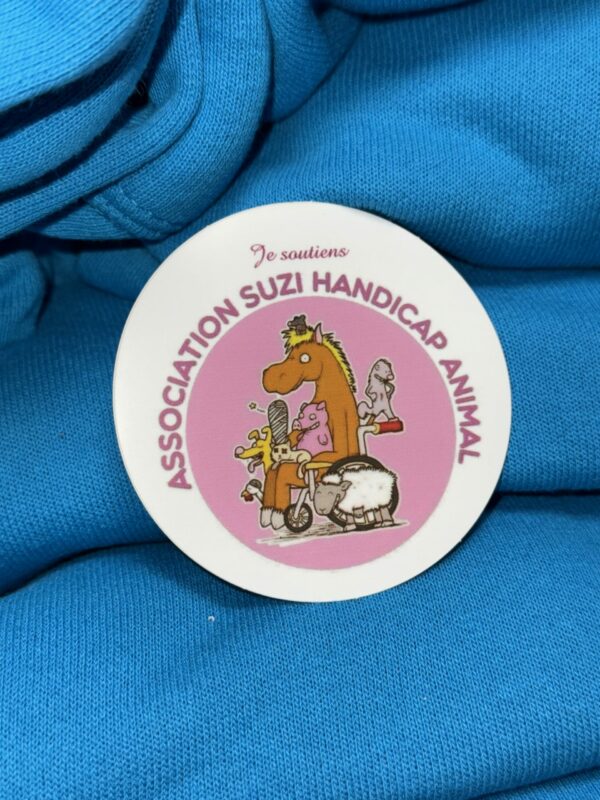 Je soutiens
ASSOCIATION SUZI HANDICAP ANIMAL